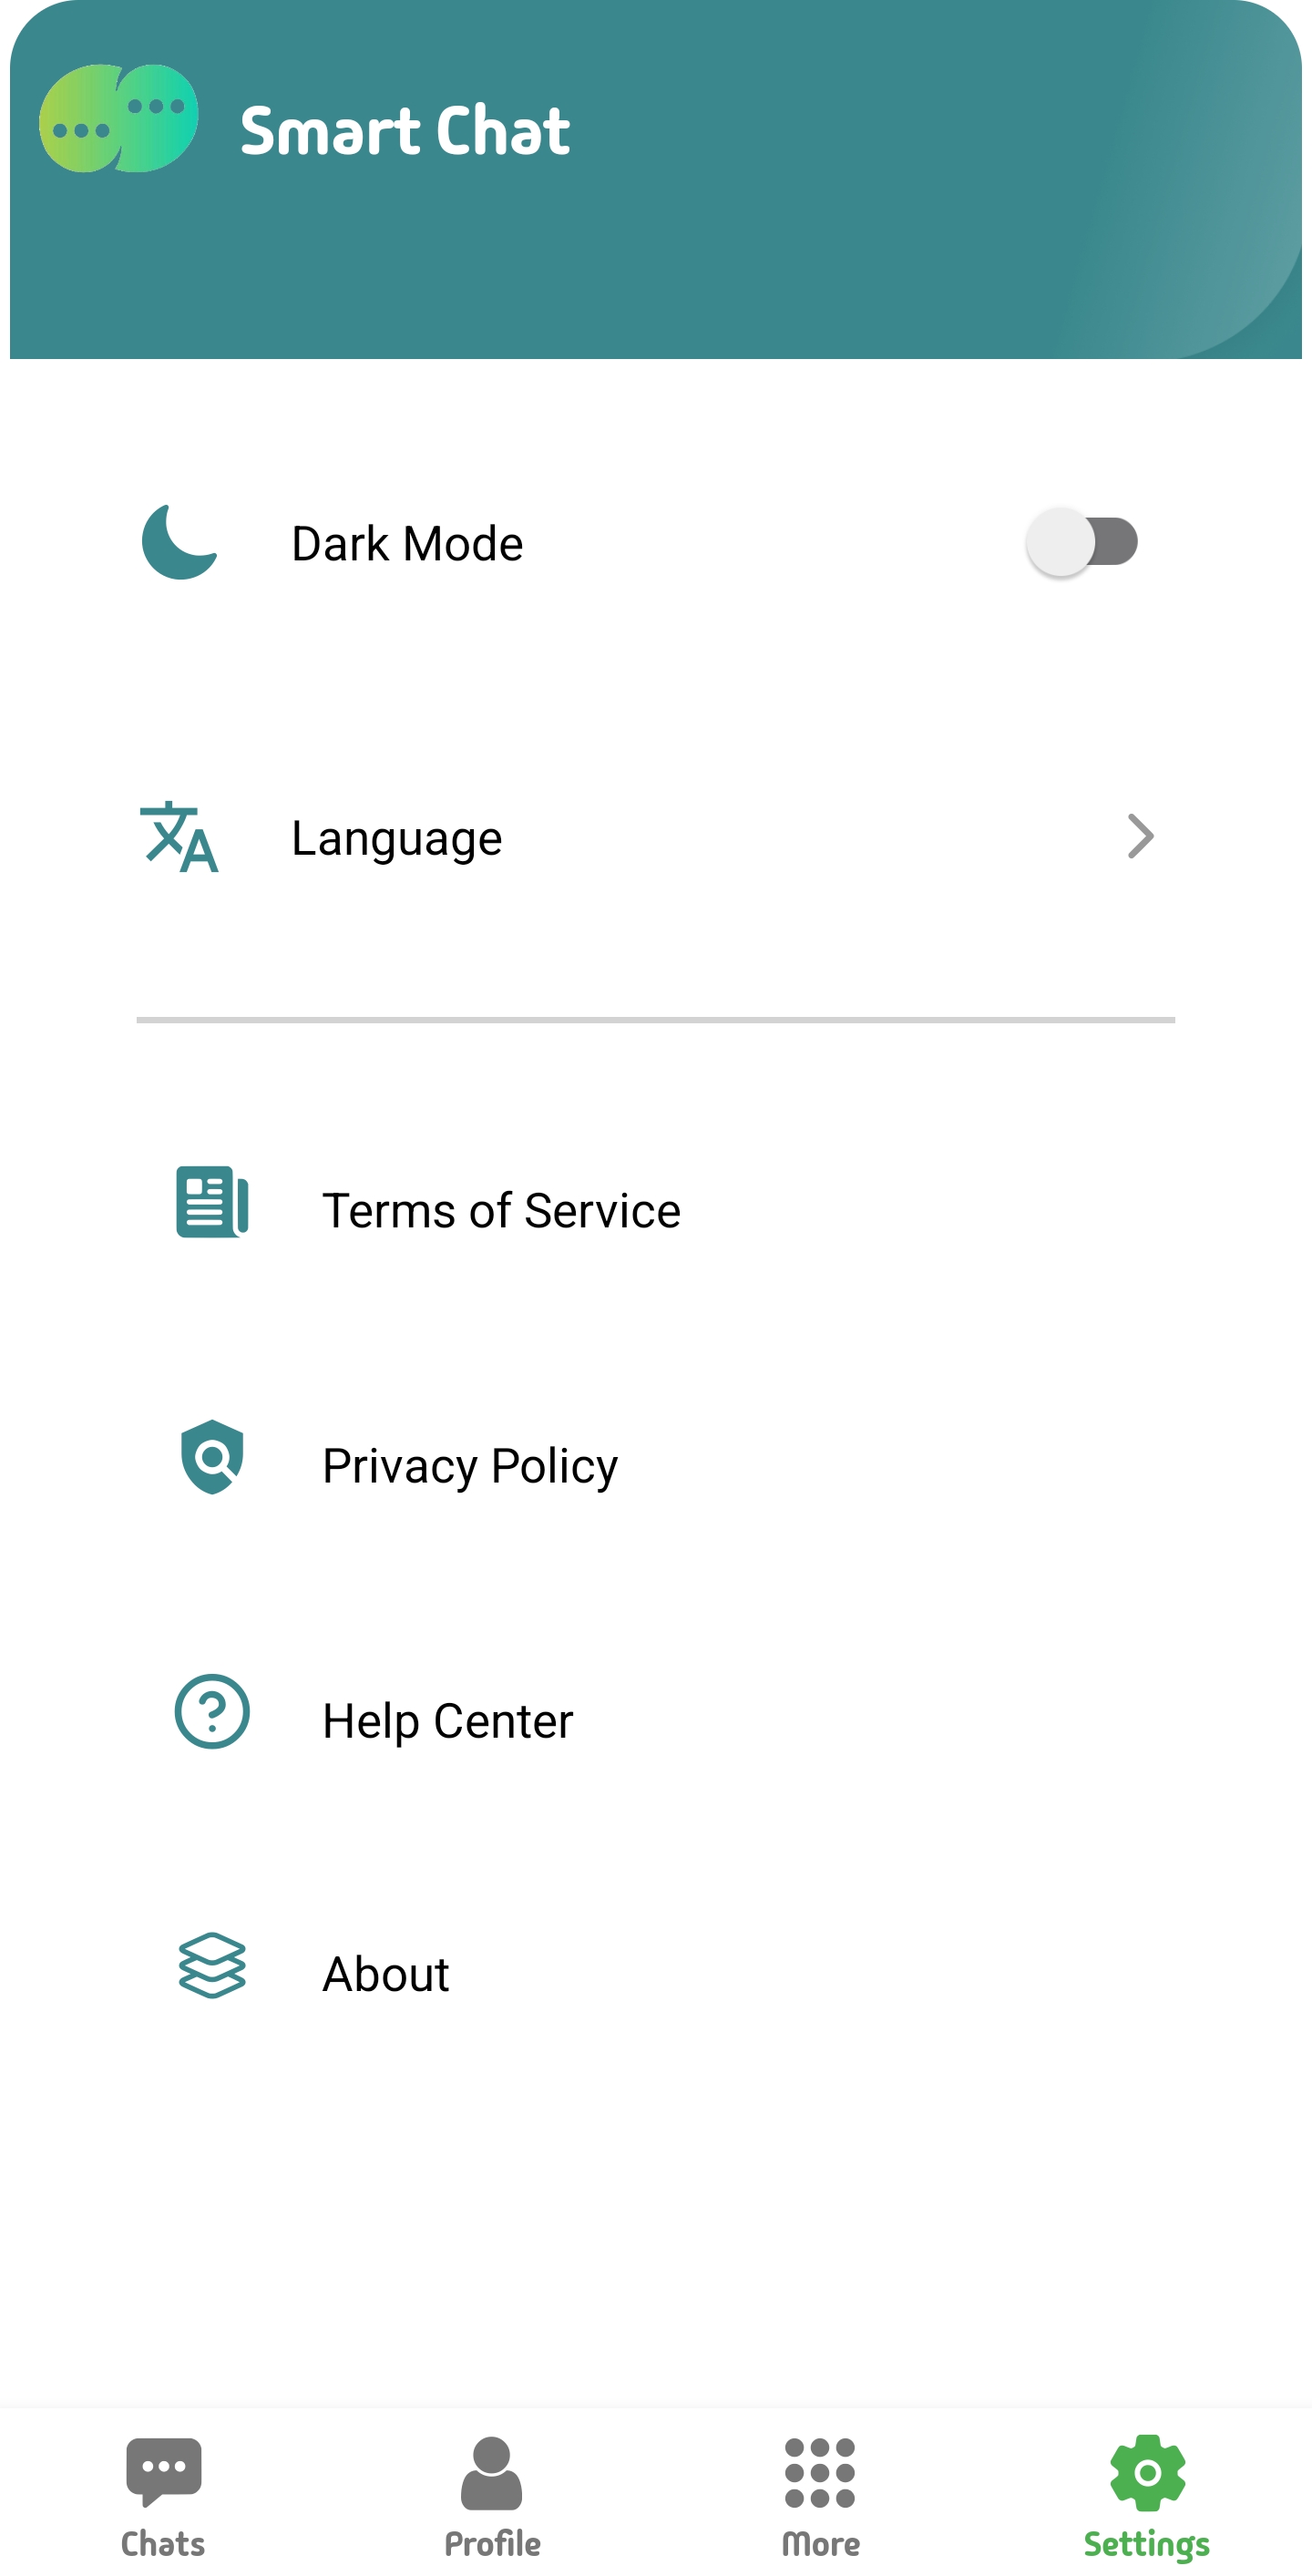 Smart Chat
Dark Mode
Language
Terms of Service
Privacy Policy
Help Center
About
Chats
Profile
More
Settings